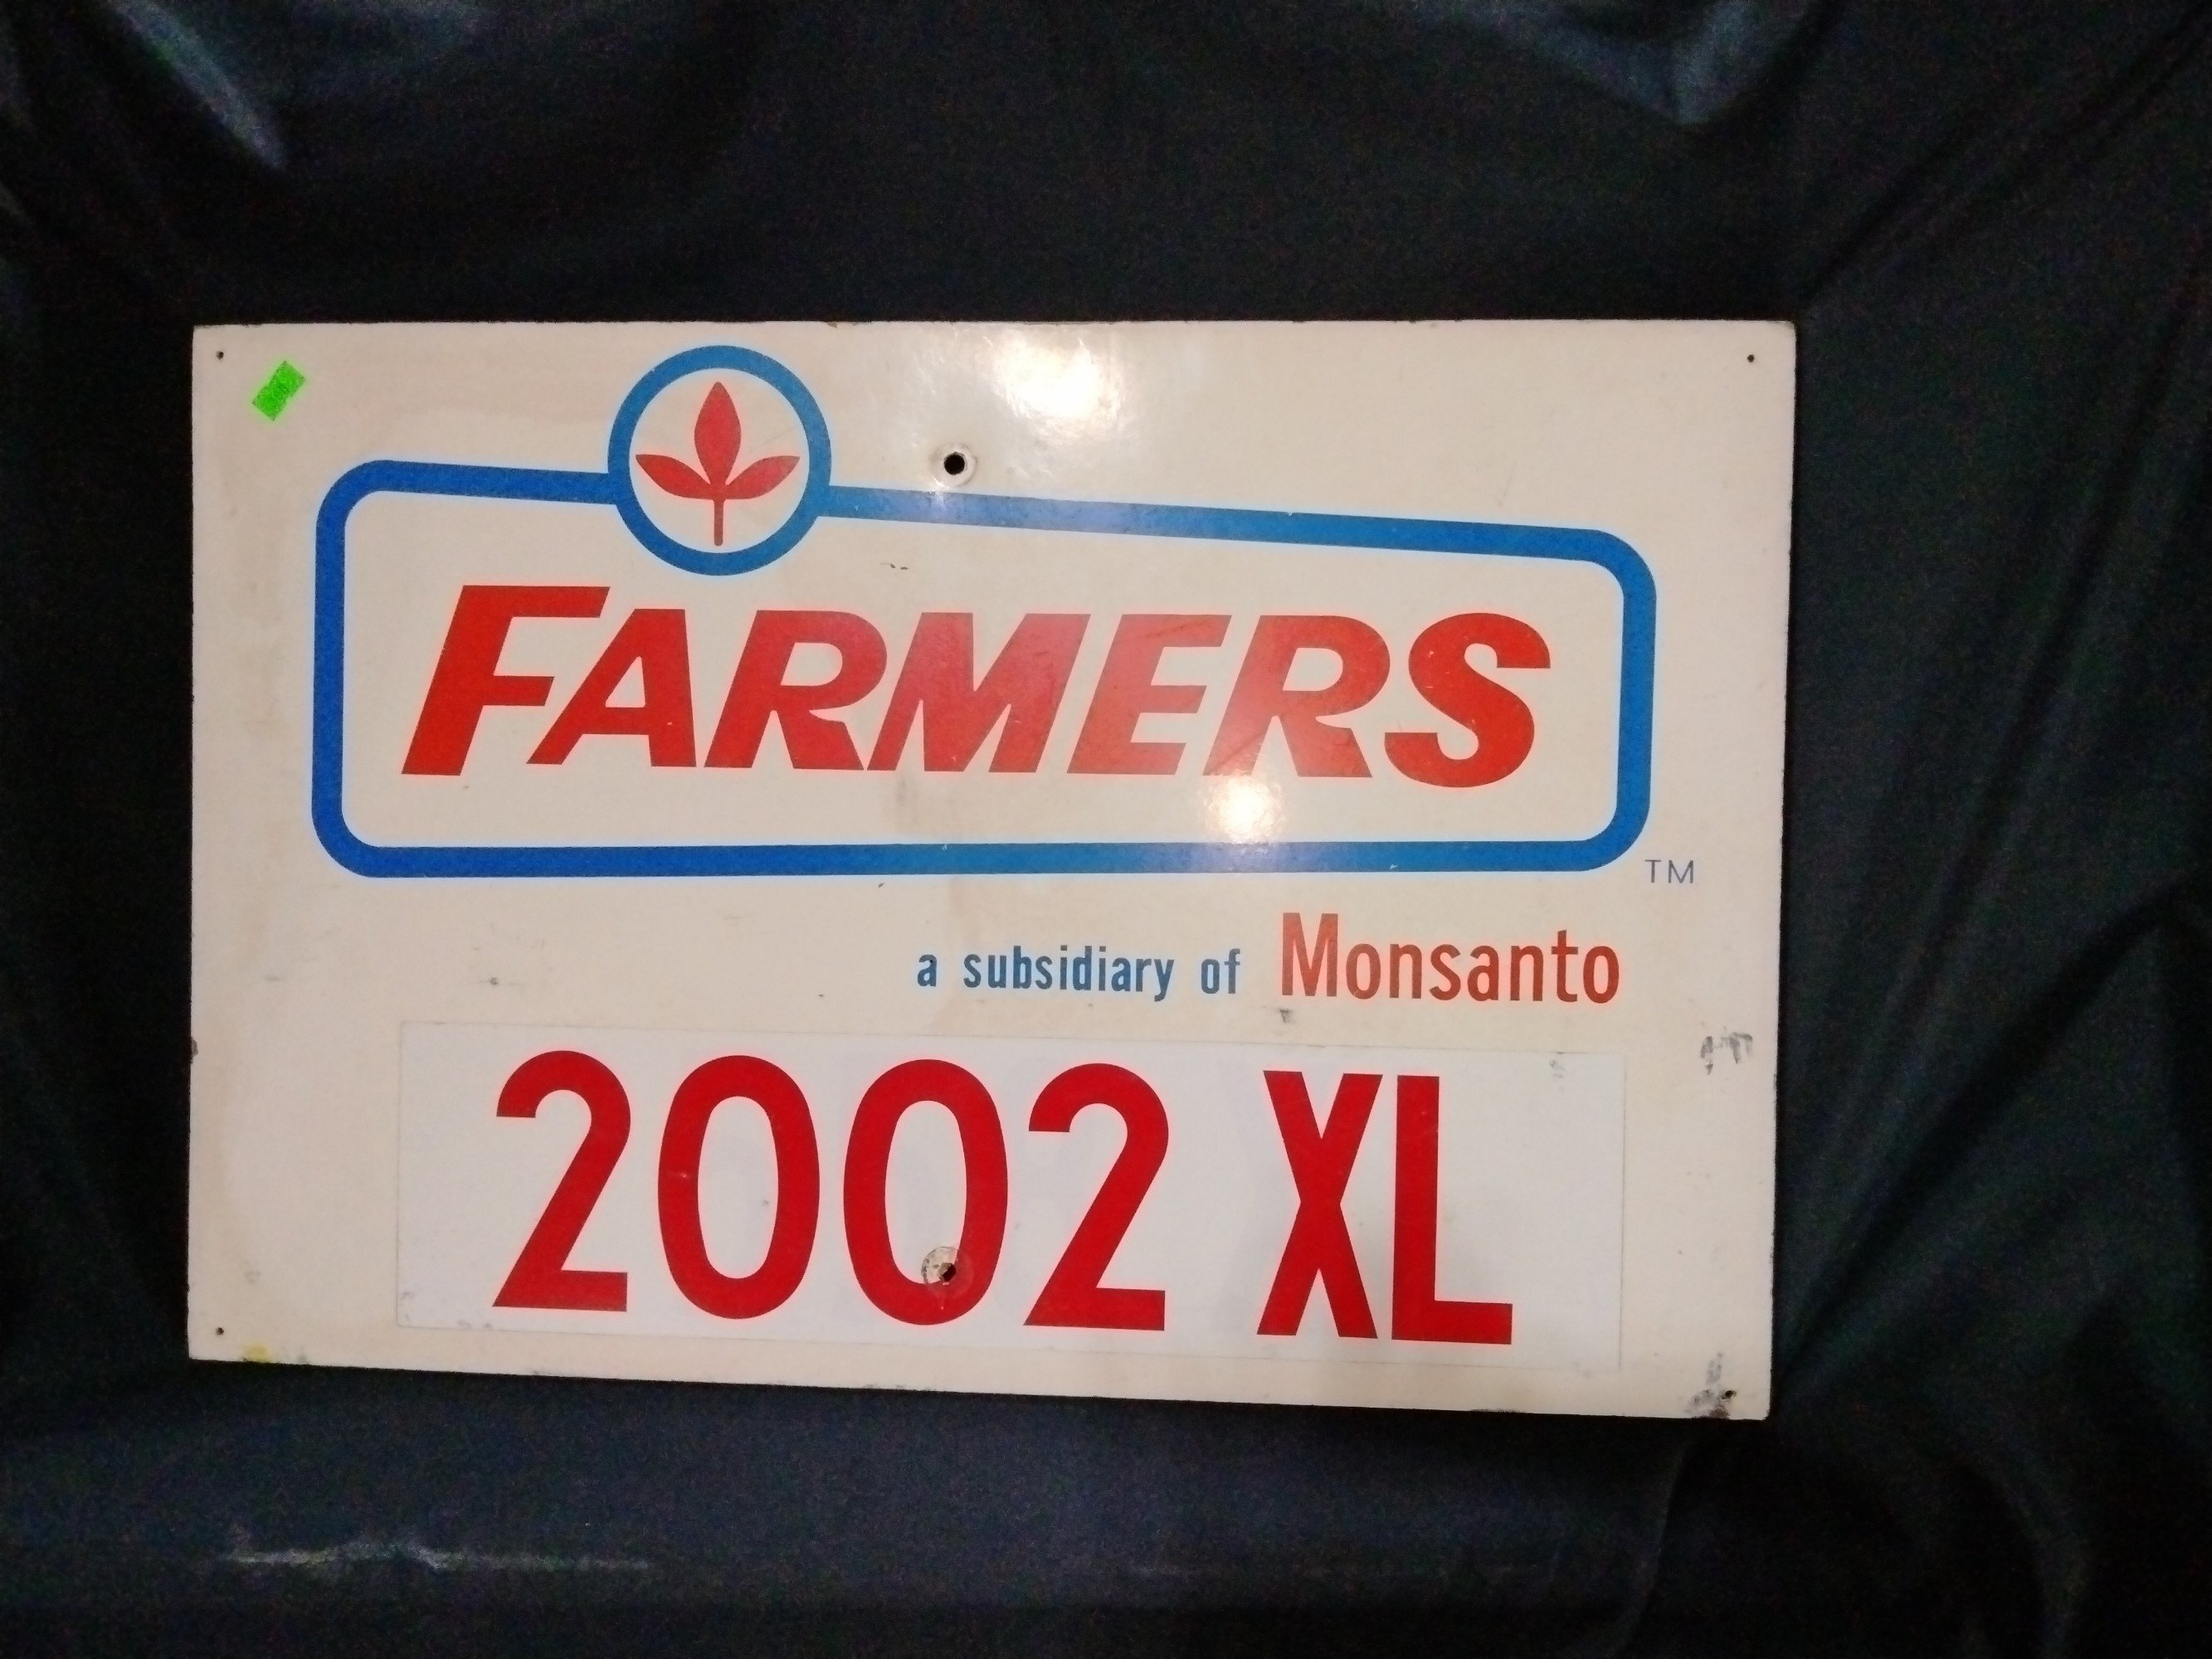 FARMERS
TM
a subsidiary of Monsanto
2002 XL